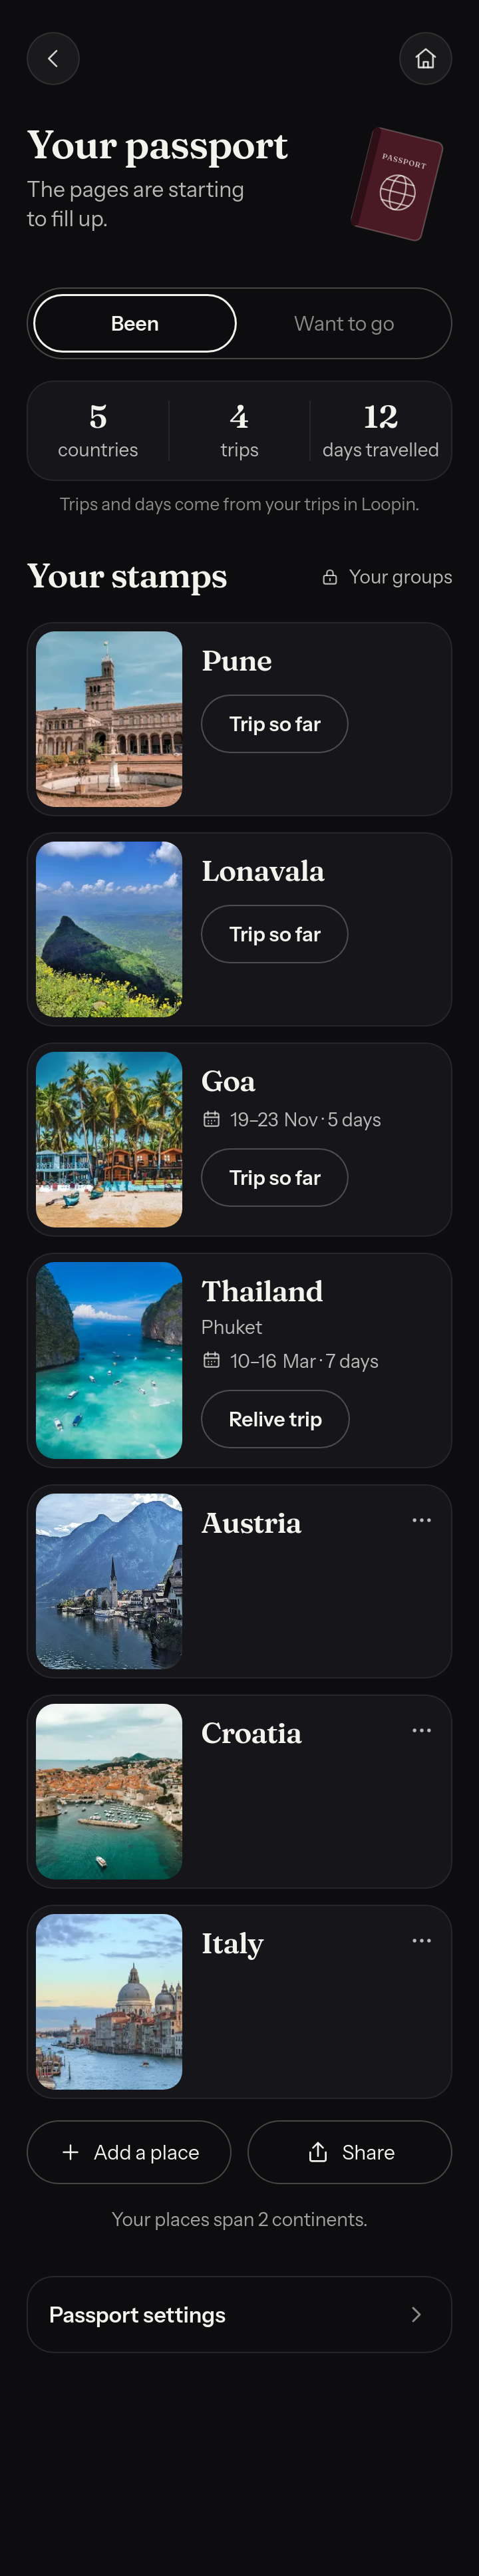 Your passport
The pages are starting
to fill up.
PASSPORT
Been
Want to go
5
countries
4
trips
12
days travelled
Trips and days come from your trips in Loopin.
Your stamps
Your groups
Pune
Trip so far
Lonavala
Trip so far
Goa
19–23 Nov · 5 days
Trip so far
Thailand
Phuket
10–16 Mar · 7 days
Relive trip
Austria
Croatia
Italy
Add a place
Share
Your places span 2 continents.
Passport settings